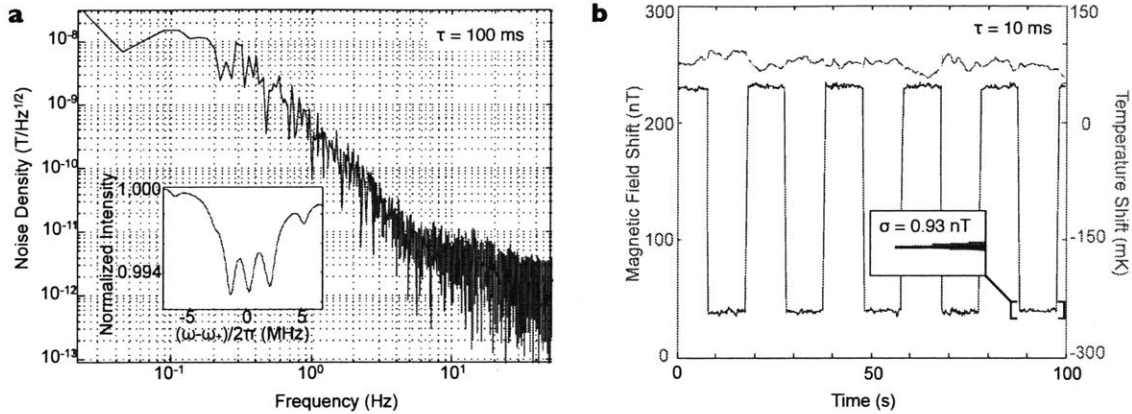 a
τ = 100 ms
10-8
10-9
10-10
10-11
10-12
10-13
Noise Density (T/Hz1/2)
1.000
0.994
Normalized Intensity
-5
0
5
(ω-ω+)/2π (MHz)
10-1
100
101
Frequency (Hz)
b
τ = 10 ms
300
200
100
0
Magnetic Field Shift (nT)
σ = 0.93 nT
150
0
-150
-300
Temperature Shift (mK)
0
50
100
Time (s)